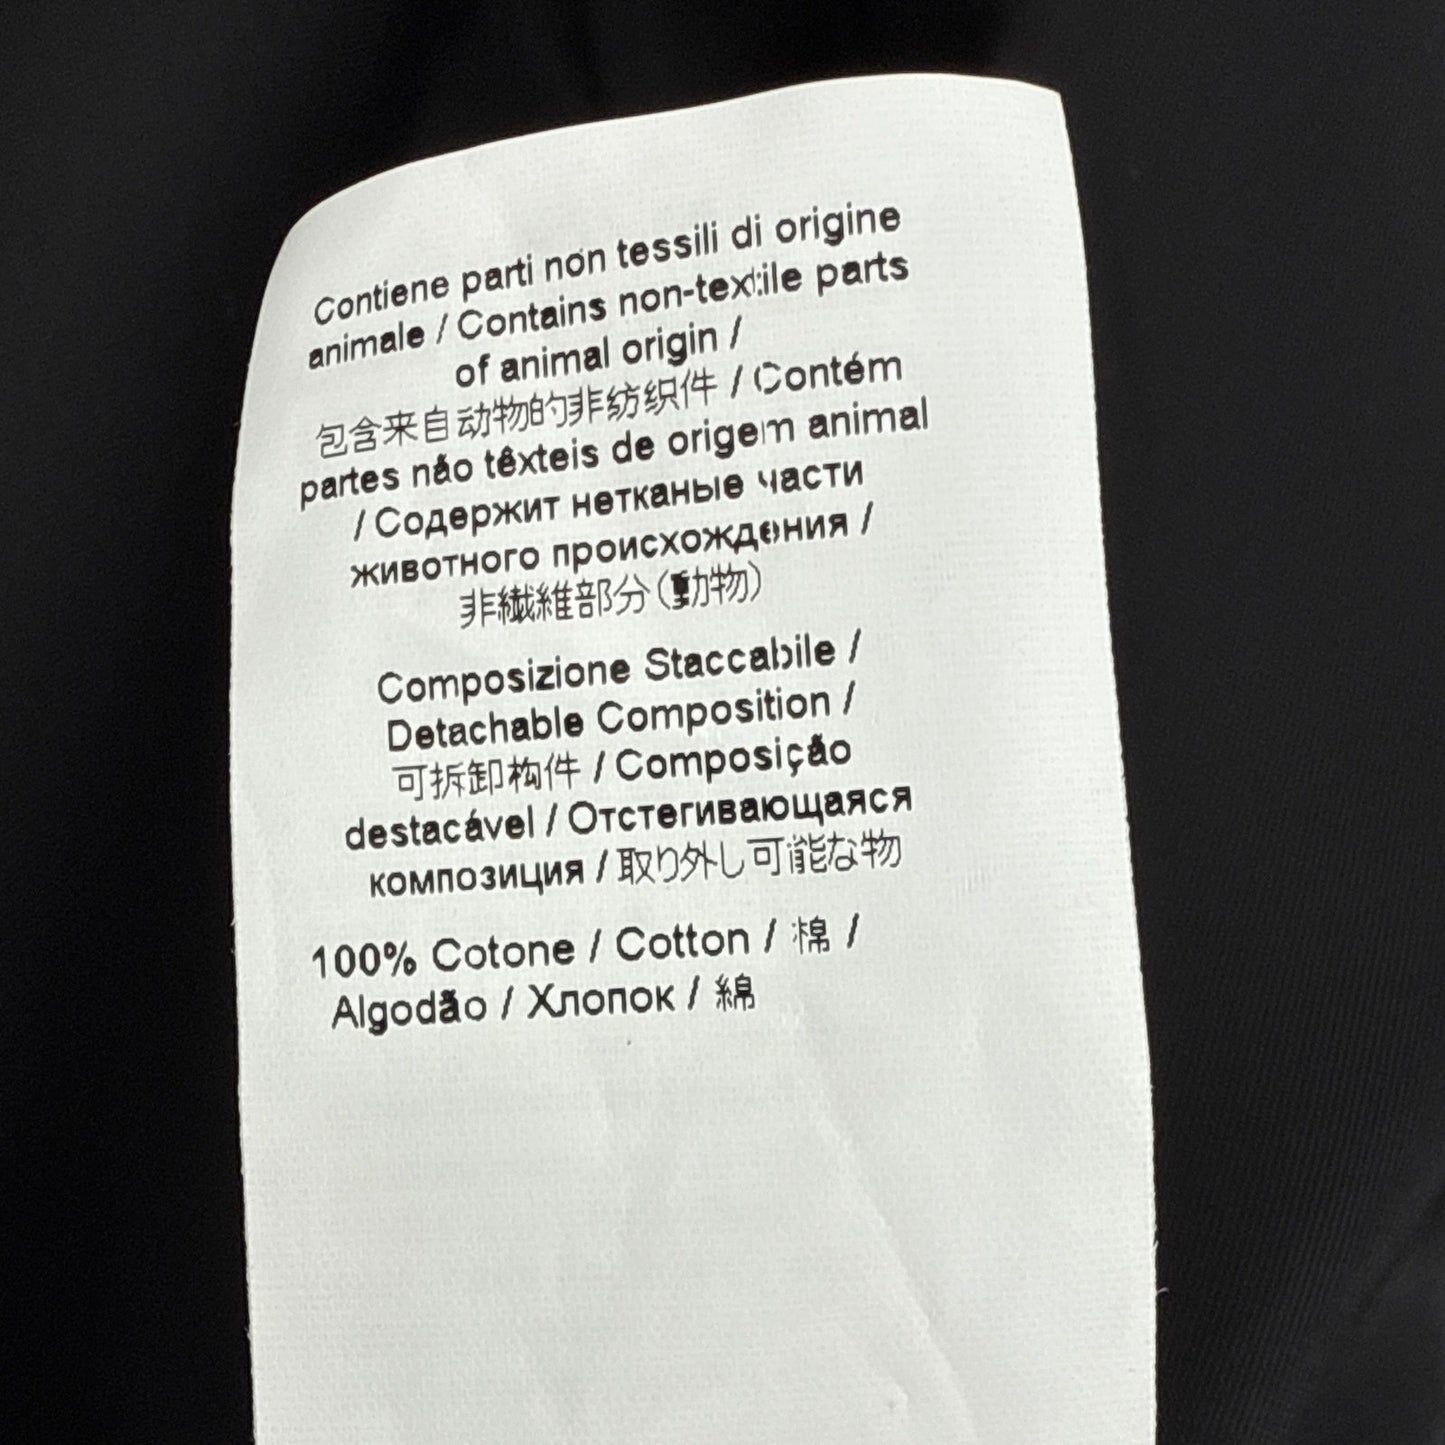 Contiene parti non tessili di origine
animale / Contains non-textile parts
of animal origin /
包含来自动物的非纺织件 / Contém
partes não têxteis de origem animal
/ Содержит нетканые части
животного происхождения /
非繊維部分(動物)
Composizione Staccabile /
Detachable Composition /
可拆卸构件 / Composição
destacável / Отстегивающаяся
композиция / 取り外し可能な物
100% Cotone / Cotton / 棉 /
Algodão / Хлопок / 綿